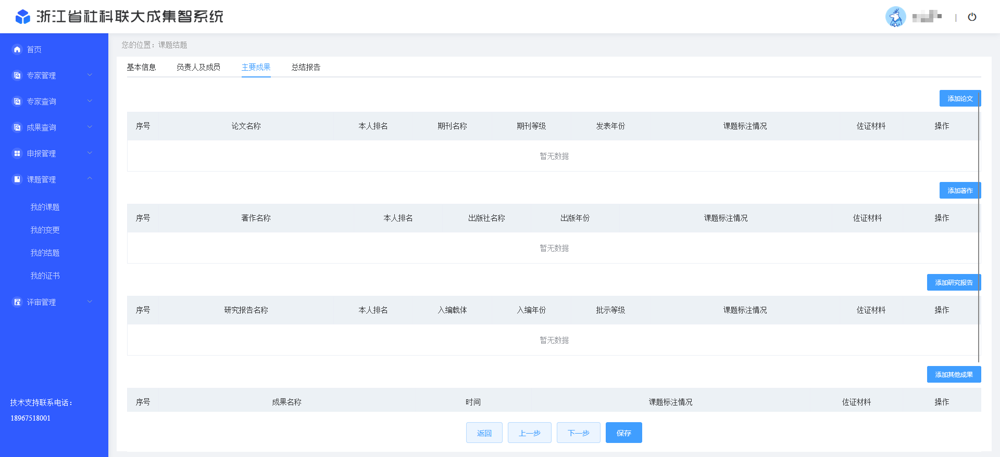 浙江省社科联大成集智系统
首页
专家管理
专家查询
成果查询
申报管理
课题管理
我的课题
我的变更
我的结题
我的证书
评审管理
技术支持联系电话：
18967518001
您的位置：课题结题
基本信息 负责人及成员 主要成果 总结报告
添加论文
序号 论文名称 本人排名 期刊名称 期刊等级 发表年份 课题标注情况 佐证材料 操作
暂无数据
添加著作
序号 著作名称 本人排名 出版社名称 出版年份 课题标注情况 佐证材料 操作
暂无数据
添加研究报告
序号 研究报告名称 本人排名 入编载体 入编年份 批示等级 课题标注情况 佐证材料 操作
暂无数据
添加其他成果
序号 成果名称 时间 课题标注情况 佐证材料 操作
返回 上一步 下一步 保存